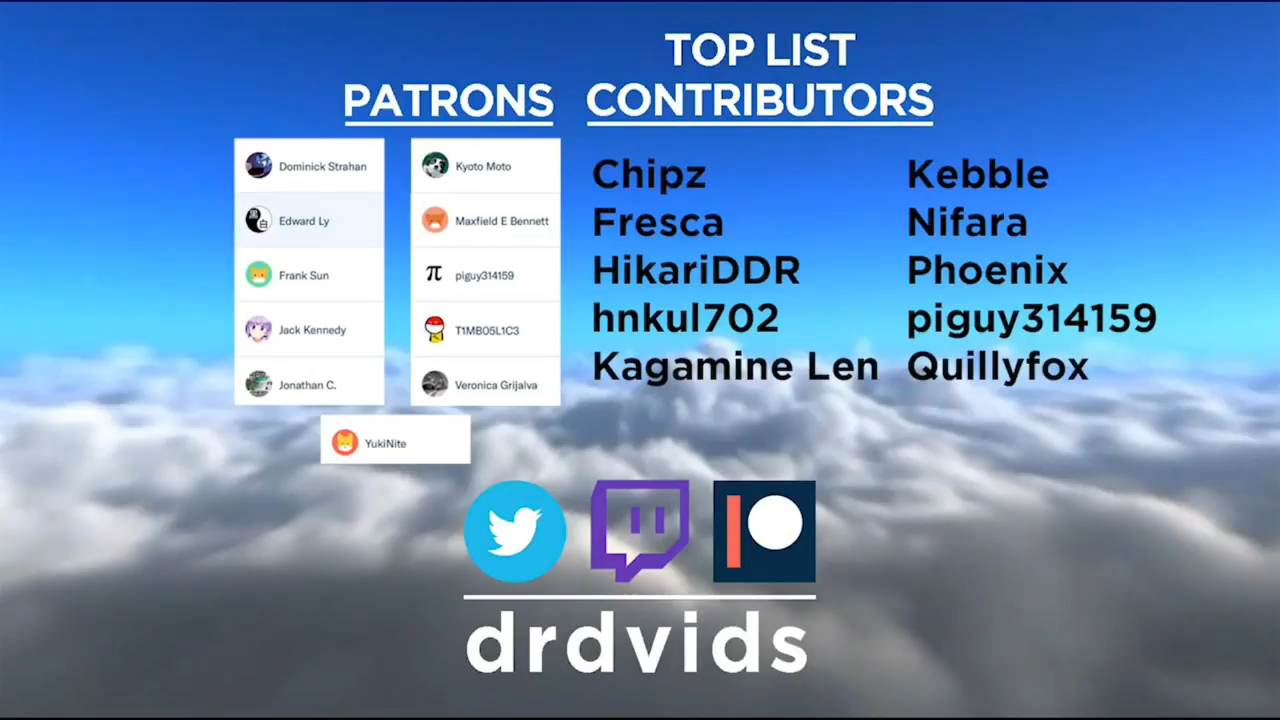 TOP LIST
PATRONS CONTRIBUTORS
Dominick Strahan
Edward Ly
Frank Sun
Jack Kennedy
Jonathan C.
Kyoto Moto
Maxfield E Bennett
π piguy314159
T1MB05L1C3
Veronica Grijalva
YukiNite
Chipz
Fresca
HikariDDR
hnkul702
Kagamine Len
Kebble
Nifara
Phoenix
piguy314159
Quillyfox
drdvids